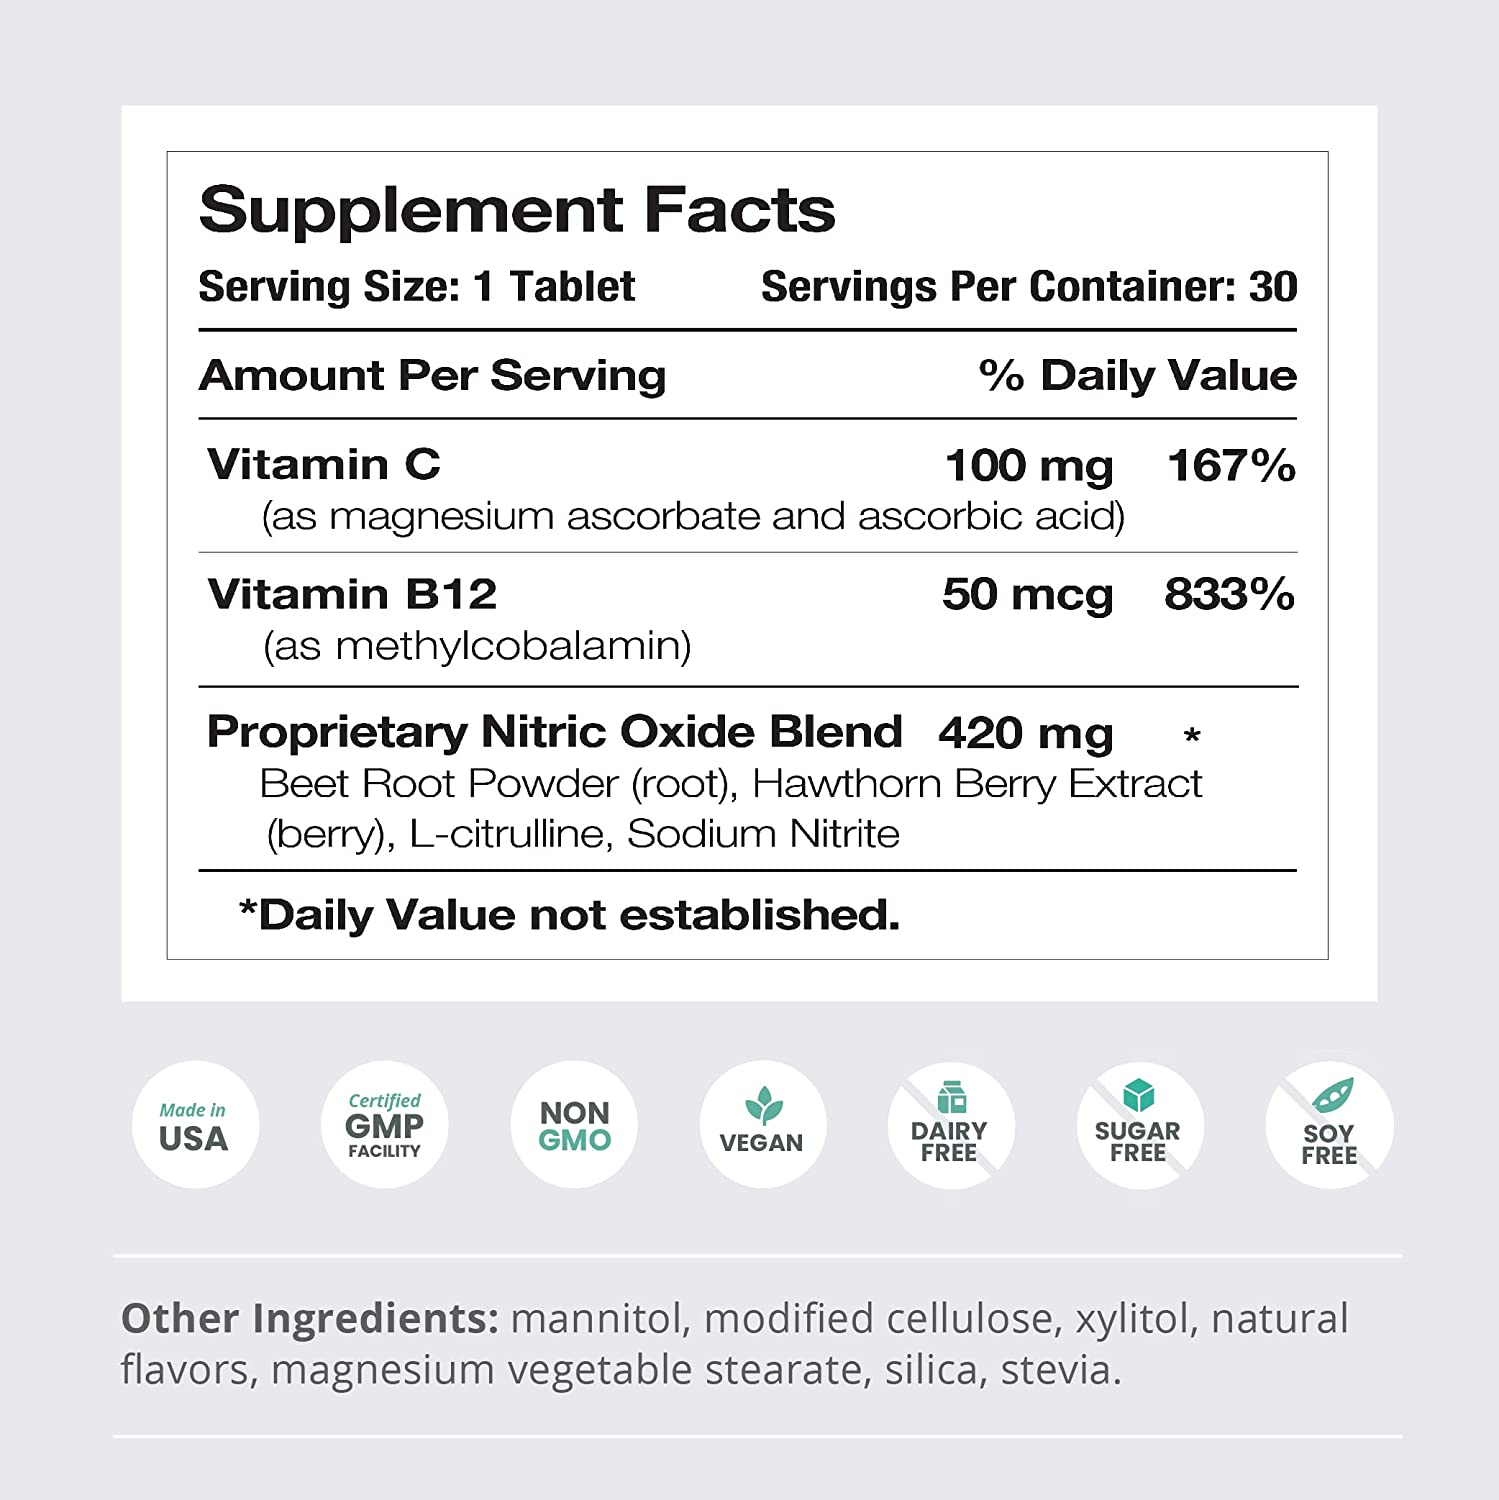 Supplement Facts
Serving Size: 1 Tablet Servings Per Container: 30
Amount Per Serving % Daily Value
Vitamin C 100 mg 167%
(as magnesium ascorbate and ascorbic acid)
Vitamin B12 50 mcg 833%
(as methylcobalamin)
Proprietary Nitric Oxide Blend 420 mg *
Beet Root Powder (root), Hawthorn Berry Extract
(berry), L-citrulline, Sodium Nitrite
*Daily Value not established.
Made in
USA
Certified
GMP
FACILITY
NON
GMO
VEGAN
DAIRY
FREE
SUGAR
FREE
SOY
FREE
Other Ingredients: mannitol, modified cellulose, xylitol, natural
flavors, magnesium vegetable stearate, silica, stevia.